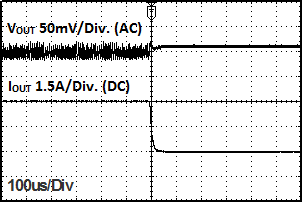 VOUT 50mV/Div. (AC)
IOUT 1.5A/Div. (DC)
100us/Div